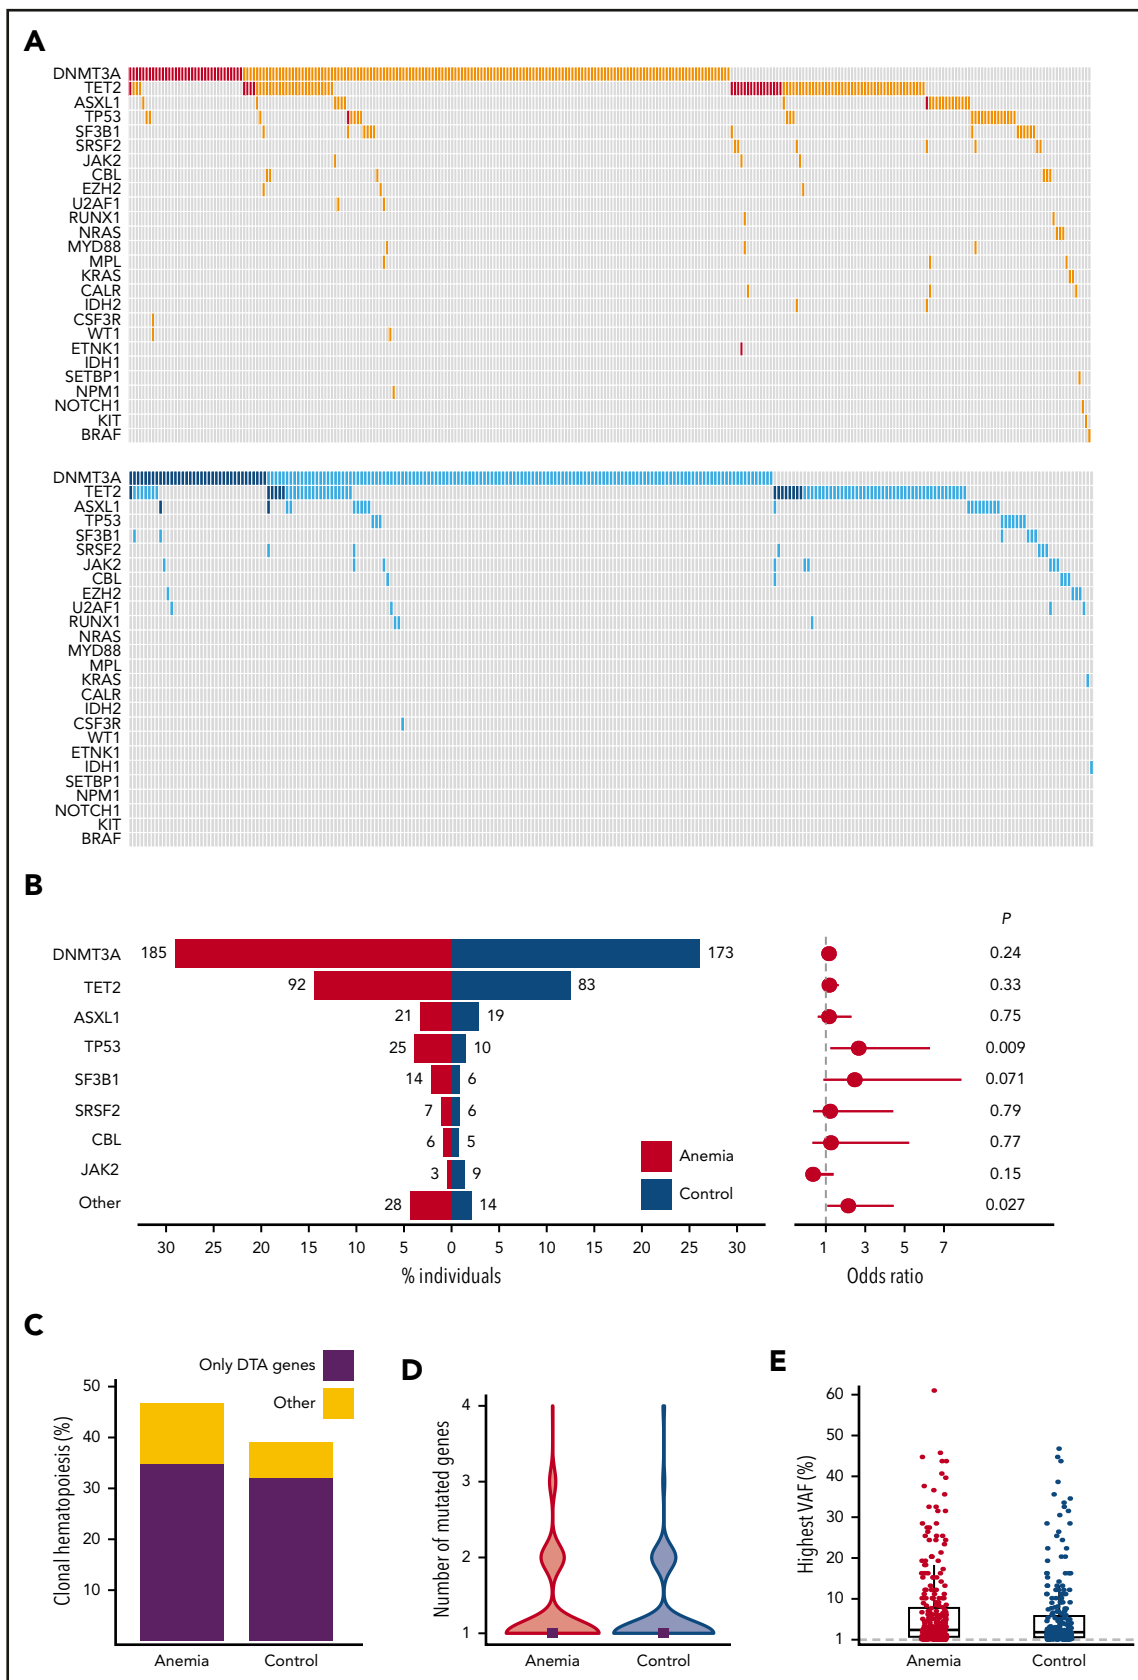 A
DNMT3A
TET2
ASXL1
TP53
SF3B1
SRSF2
JAK2
CBL
EZH2
U2AF1
RUNX1
NRAS
MYD88
MPL
KRAS
CALR
IDH2
CSF3R
WT1
ETNK1
IDH1
SETBP1
NPM1
NOTCH1
KIT
BRAF
DNMT3A
TET2
ASXL1
TP53
SF3B1
SRSF2
JAK2
CBL
EZH2
U2AF1
RUNX1
NRAS
MYD88
MPL
KRAS
CALR
IDH2
CSF3R
WT1
ETNK1
IDH1
SETBP1
NPM1
NOTCH1
KIT
BRAF
B
P
DNMT3A 185 173 0.24
TET2 92 83 0.33
ASXL1 21 19 0.75
TP53 25 10 0.009
SF3B1 14 6 0.071
SRSF2 7 6 0.79
CBL 6 5 0.77
JAK2 3 9 0.15
Other 28 14 0.027
Anemia
Control
30 25 20 15 10 5 0 5 10 15 20 25 30
1 3 5 7
% individuals
Odds ratio
C
Only DTA genes
Other
Clonal hematopoiesis (%)
50
40
30
20
10
Anemia Control
D
Number of mutated genes
4
3
2
1
Anemia Control
E
Highest VAF (%)
60
50
40
30
20
10
1
Anemia Control